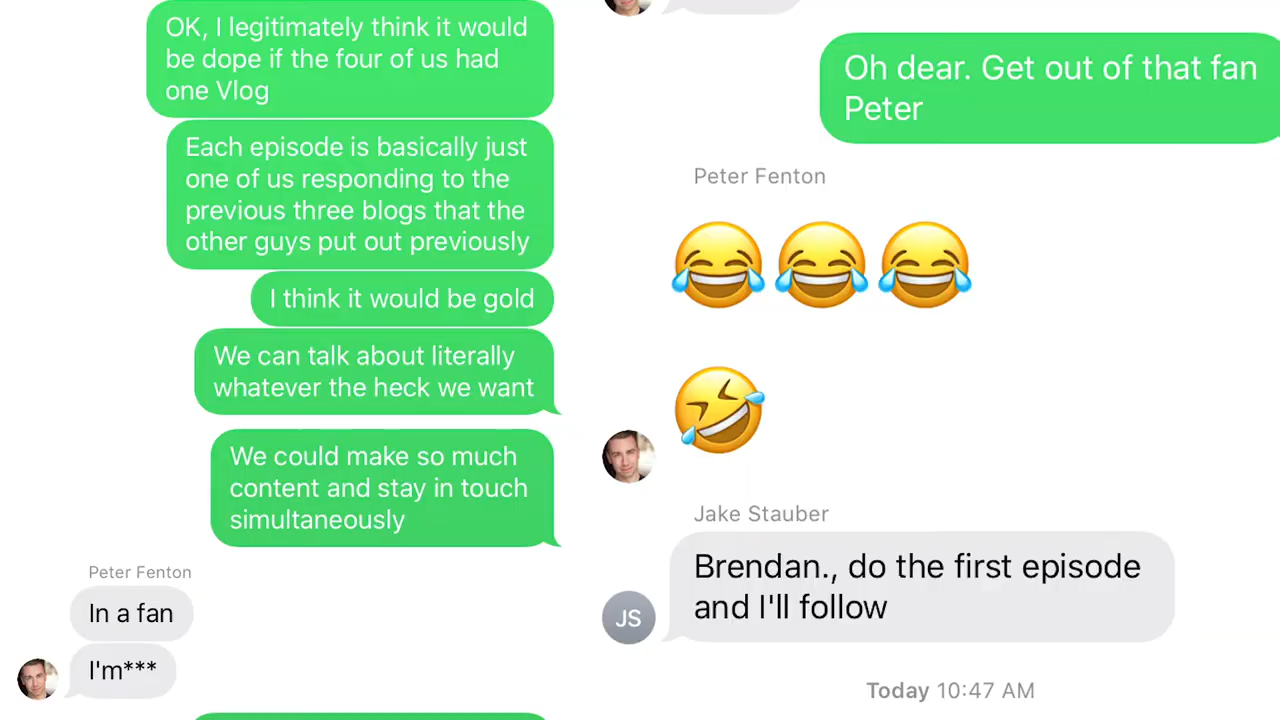 OK, I legitimately think it would
be dope if the four of us had
one Vlog
Each episode is basically just
one of us responding to the
previous three blogs that the
other guys put out previously
I think it would be gold
We can talk about literally
whatever the heck we want
We could make so much
content and stay in touch
simultaneously
Peter Fenton
In a fan
I'm***
Oh dear. Get out of that fan
Peter
Peter Fenton
Jake Stauber
Brendan., do the first episode
and I'll follow
JS
Today 10:47 AM